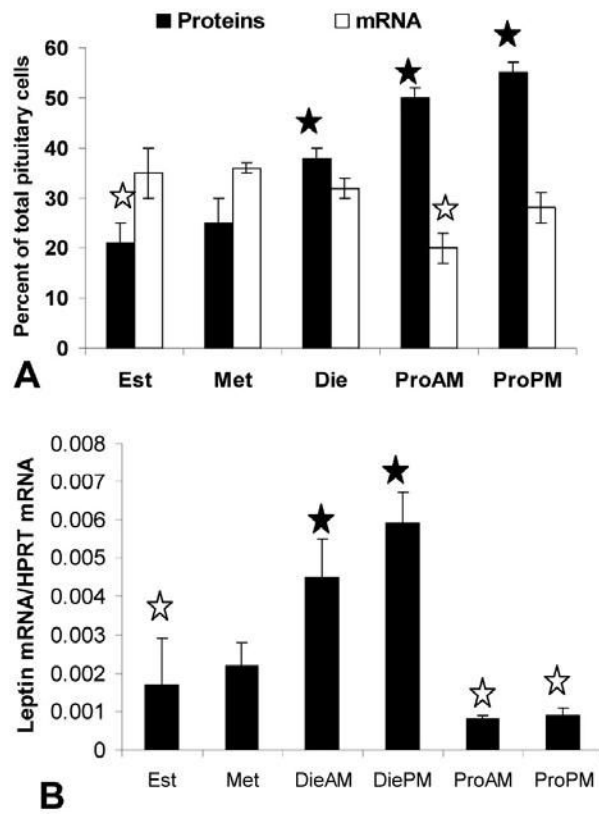 Proteins mRNA
Percent of total pituitary cells
60
50
40
30
20
10
0
Est Met Die ProAM ProPM
A
Leptin mRNA/HPRT mRNA
0.008
0.007
0.006
0.005
0.004
0.003
0.002
0.001
0
Est Met DieAM DiePM ProAM ProPM
B